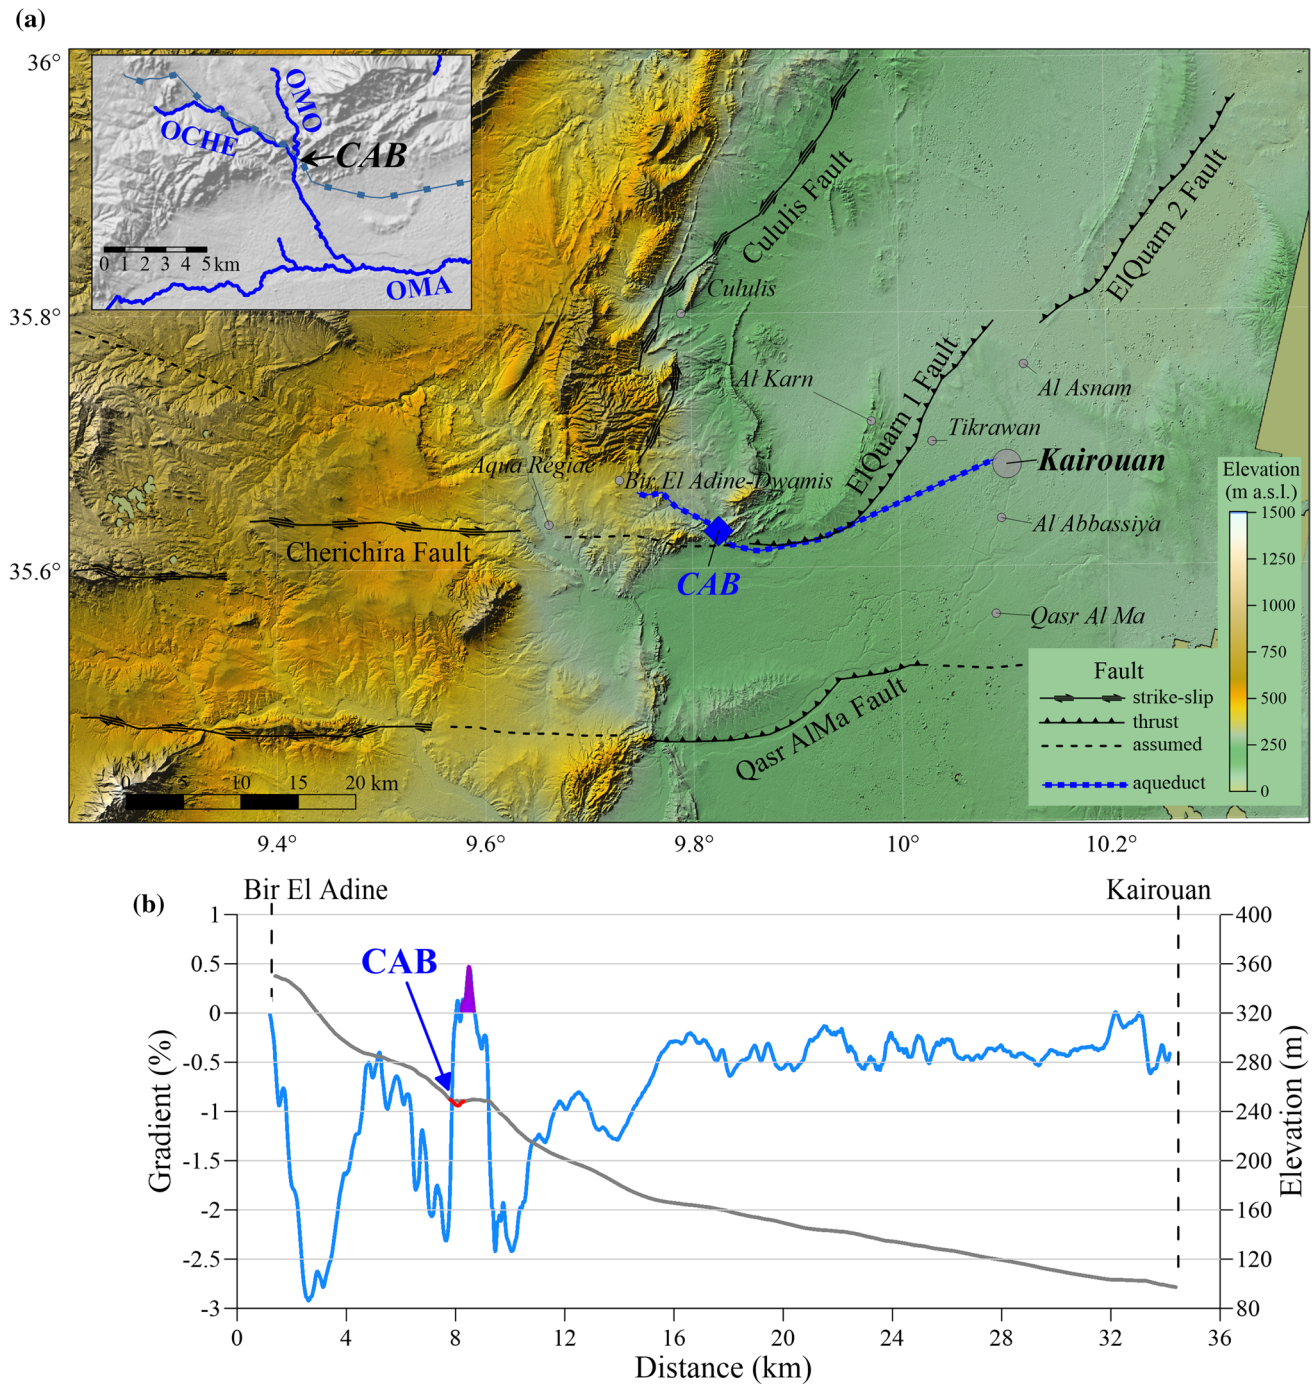 (a)
36°
35.8°
35.6°
OCHE
OMO
CAB
0 1 2 3 4 5 km
OMA
Cululis Fault
ElQuarn 2 Fault
Cululis
Al Karn
ElQuarn 1 Fault
Al Asnam
Tikrawan
Kairouan
Aqua Regiae
Bir El Adine-Dwamis
Al Abbassiya
Cherichira Fault
CAB
Qasr Al Ma
Qasr AlMa Fault
0 5 10 15 20 km
Elevation
(m a.s.l.)
1500
1250
1000
750
500
250
0
Fault
strike-slip
thrust
assumed
aqueduct
9.4° 9.6° 9.8° 10° 10.2°
(b)
Bir El Adine
Kairouan
CAB
Gradient (%)
1
0.5
0
-0.5
-1
-1.5
-2
-2.5
-3
400
360
320
280
240
200
160
120
80
Elevation (m)
0 4 8 12 16 20 24 28 32 36
Distance (km)